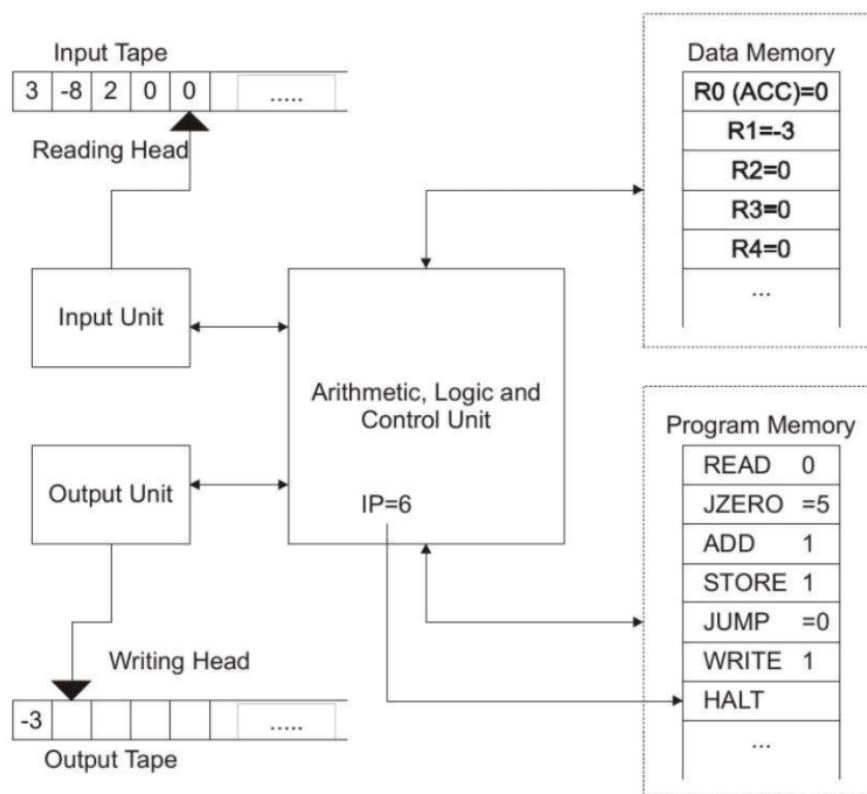 Input Tape
3 -8 2 0 0 .....
Reading Head
Input Unit
Output Unit
Writing Head
-3 .....
Output Tape
Arithmetic, Logic and
Control Unit
IP=6
Data Memory
R0 (ACC)=0
R1=-3
R2=0
R3=0
R4=0
...
Program Memory
READ 0
JZERO =5
ADD 1
STORE 1
JUMP =0
WRITE 1
HALT
...